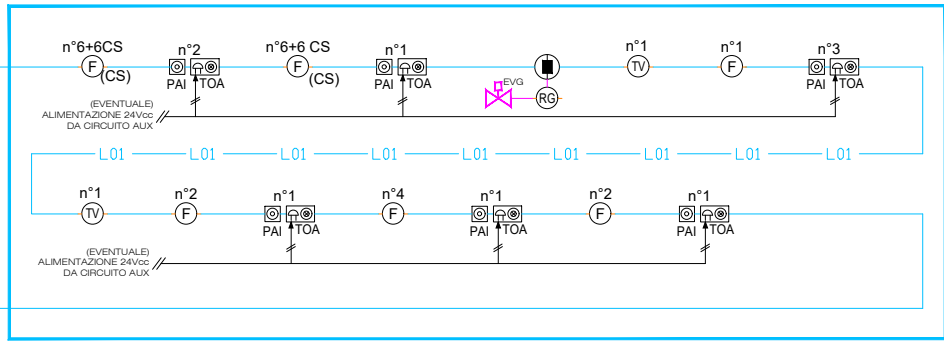 n°6+6CS n°2 n°6+6 CS n°1 n°1 n°1 n°3
F F TV F
(CS) (CS)
PAI TOA PAI TOA EVG RG PAI TOA
(EVENTUALE)
ALIMENTAZIONE 24Vcc
DA CIRCUITO AUX
L01 L01 L01 L01 L01 L01 L01 L01 L01
n°1 n°2 n°1 n°4 n°1 n°2 n°1
TV F F F
PAI TOA PAI TOA PAI TOA
(EVENTUALE)
ALIMENTAZIONE 24Vcc
DA CIRCUITO AUX